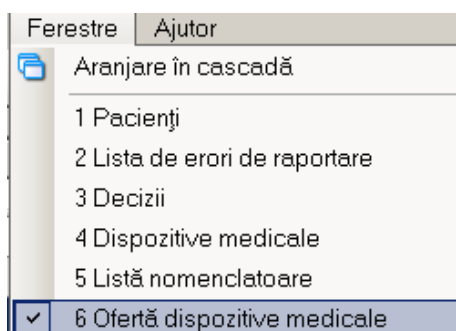 Ferestre Ajutor
Aranjare în cascadă
1 Pacienţi
2 Lista de erori de raportare
3 Decizii
4 Dispozitive medicale
5 Listă nomenclatoare
6 Ofertă dispozitive medicale